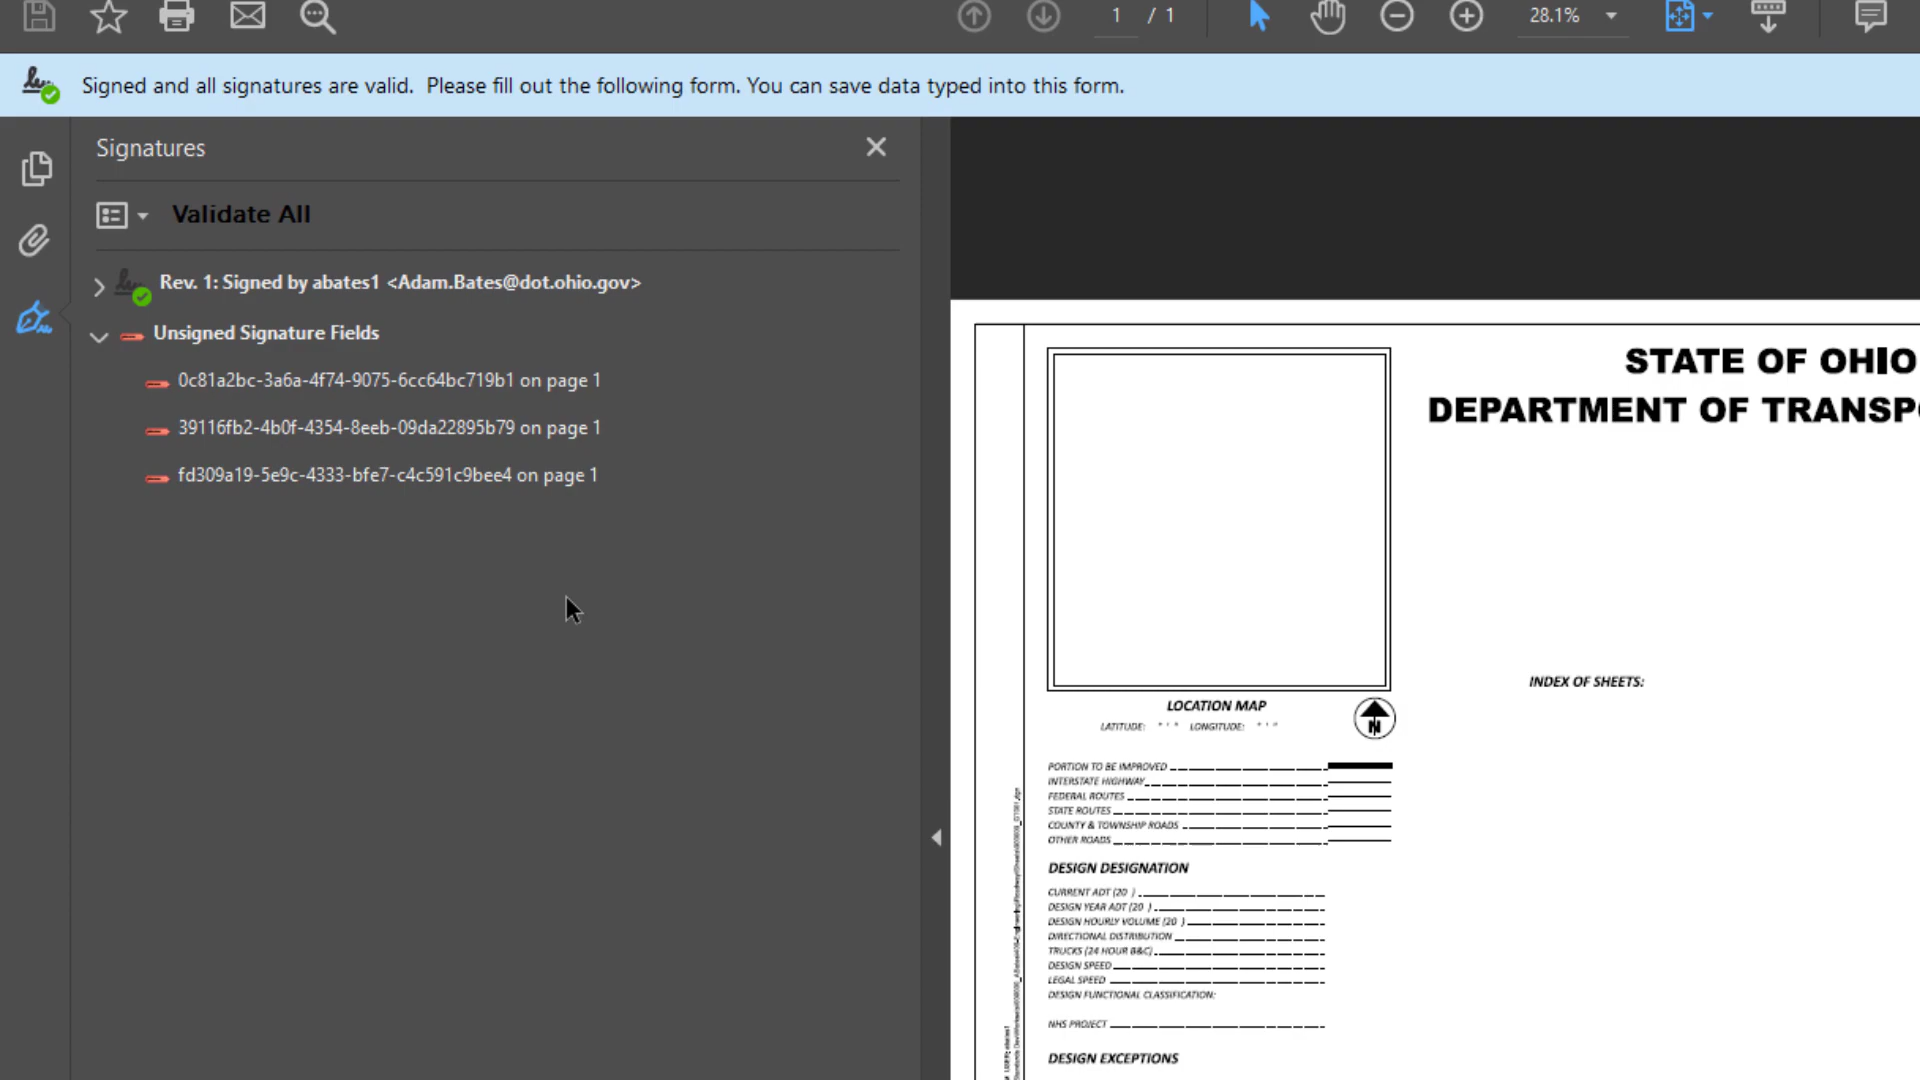 1 / 1
28.1%
Signed and all signatures are valid. Please fill out the following form. You can save data typed into this form.
Signatures
Validate All
Rev. 1: Signed by abates1 <Adam.Bates@dot.ohio.gov>
Unsigned Signature Fields
0c81a2bc-3a6a-4f74-9075-6cc64bc719b1 on page 1
39116fb2-4b0f-4354-8eeb-09da22895b79 on page 1
fd309a19-5e9c-4333-bfe7-c4c591c9bee4 on page 1
STATE OF OHIO
DEPARTMENT OF TRANSPO
INDEX OF SHEETS:
LOCATION MAP
LATITUDE: ° ' " LONGITUDE: ° ' "
N
PORTION TO BE IMPROVED
INTERSTATE HIGHWAY
FEDERAL ROUTES
STATE ROUTES
COUNTY & TOWNSHIP ROADS
OTHER ROADS
DESIGN DESIGNATION
CURRENT ADT (20 )
DESIGN YEAR ADT (20 )
DESIGN HOURLY VOLUME (20 )
DIRECTIONAL DISTRIBUTION
TRUCKS (24 HOUR B&C)
DESIGN SPEED
LEGAL SPEED
DESIGN FUNCTIONAL CLASSIFICATION:
NHS PROJECT
DESIGN EXCEPTIONS